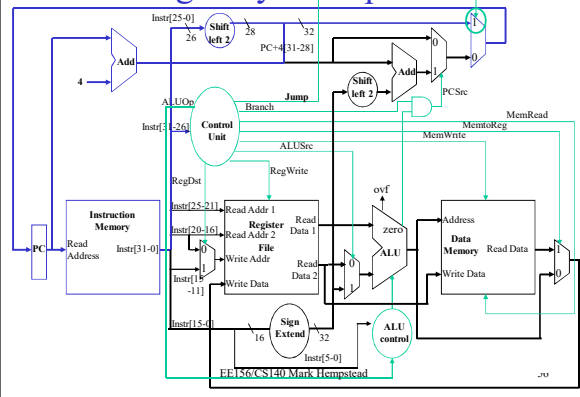 Instr[25-0]
26
Shift
left 2
28
32
PC+4[31-28]
1
0
Add
4
0
1
Add
Shift
left 2
PCSrc
ALUOp
Jump
Branch
MemRead
MemtoReg
MemWrite
Instr[31-26]
Control
Unit
ALUSrc
RegWrite
RegDst
ovf
zero
ALU
PC
Instruction
Memory
Read
Address
Instr[31-0]
Instr[25-21]
Instr[20-16]
0
1
Instr[15
-11]
Read Addr 1
Read Addr 2
Write Addr
Write Data
Register
File
Read
Data 1
Read
Data 2
0
1
Address
Data
Memory
Read Data
Write Data
1
0
Instr[15-0]
16
Sign
Extend
32
ALU
control
Instr[5-0]
EE156/CS140 Mark Hempstead